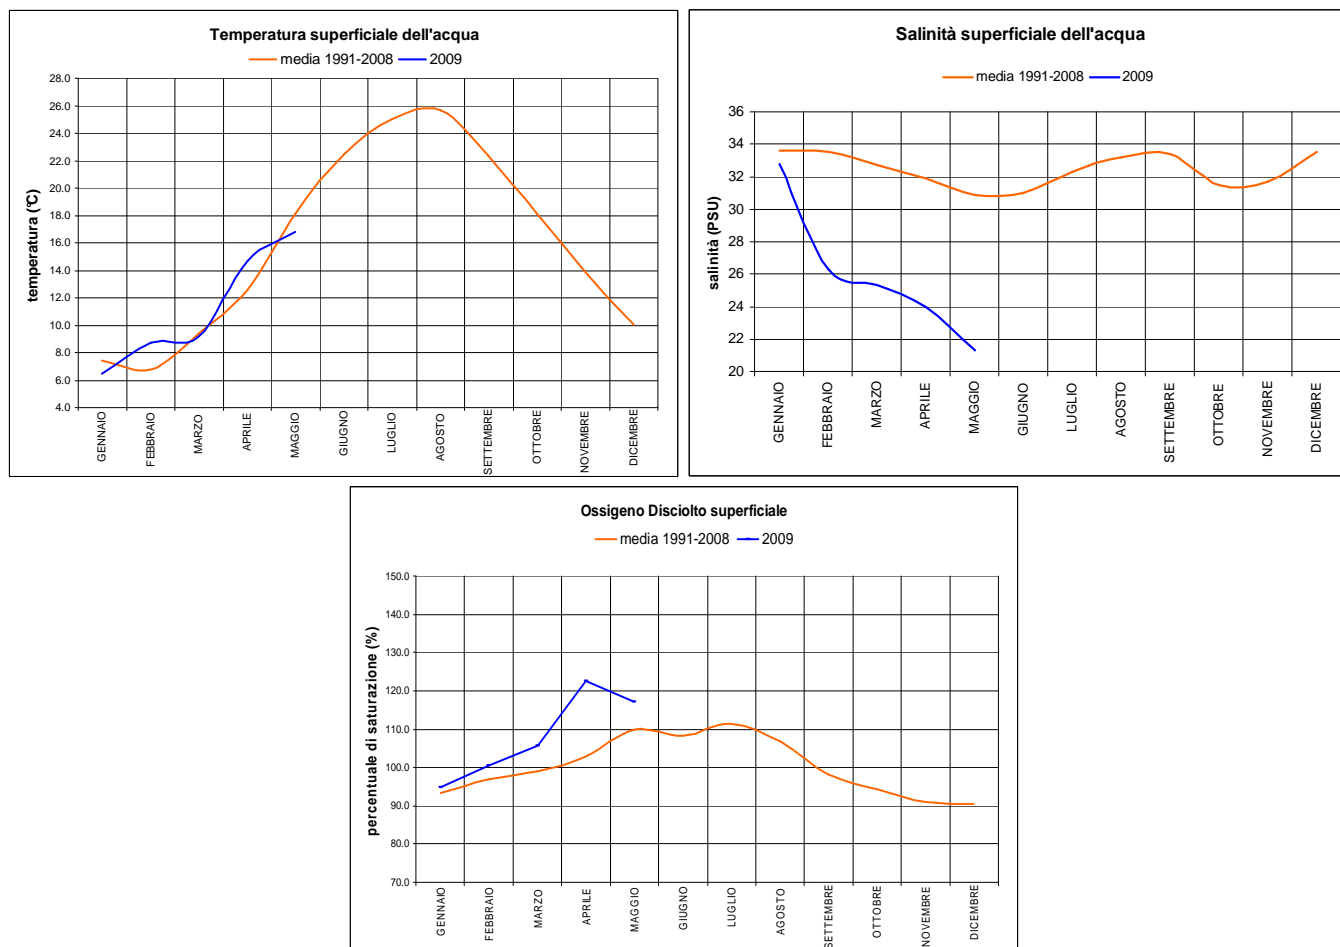 Temperatura superficiale dell'acqua
media 1991-2008 2009
temperatura (°C)
28.0
26.0
24.0
22.0
20.0
18.0
16.0
14.0
12.0
10.0
8.0
6.0
4.0
GENNAIO
FEBBRAIO
MARZO
APRILE
MAGGIO
GIUGNO
LUGLIO
AGOSTO
SETTEMBRE
OTTOBRE
NOVEMBRE
DICEMBRE
Salinità superficiale dell'acqua
media 1991-2008 2009
salinità (PSU)
36
34
32
30
28
26
24
22
20
GENNAIO
FEBBRAIO
MARZO
APRILE
MAGGIO
GIUGNO
LUGLIO
AGOSTO
SETTEMBRE
OTTOBRE
NOVEMBRE
DICEMBRE
Ossigeno Disciolto superficiale
media 1991-2008 2009
percentuale di saturazione (%)
150.0
140.0
130.0
120.0
110.0
100.0
90.0
80.0
70.0
GENNAIO
FEBBRAIO
MARZO
APRILE
MAGGIO
GIUGNO
LUGLIO
AGOSTO
SETTEMBRE
OTTOBRE
NOVEMBRE
DICEMBRE